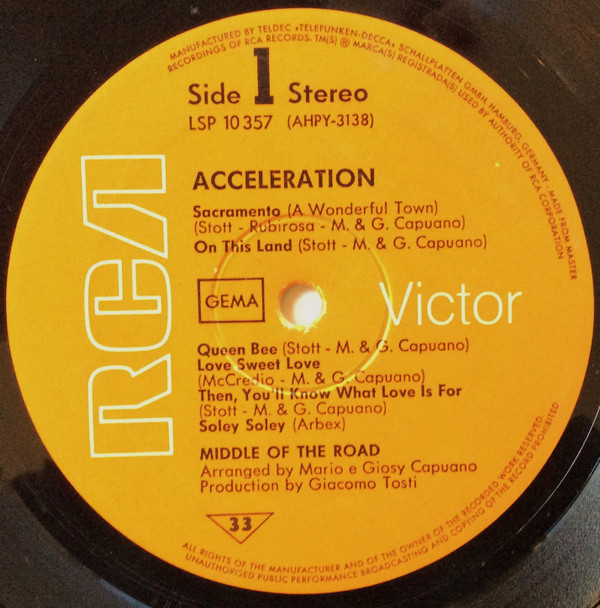 MANUFACTURED BY TELDEC »TELEFUNKEN-DECCA« SCHALLPLATTEN GMBH, HAMBURG, GERMANY · MADE FROM MASTER
RECORDINGS OF RCA RECORDS. TM(S) ® MARCA(S) REGISTRADA(S) USED BY AUTHORITY OF RCA CORPORATION
Side 1 Stereo
LSP 10 357 (AHPY-3138)
RCA
ACCELERATION
Sacramento (A Wonderful Town)
(Stott - Rubirosa - M. & G. Capuano)
On This Land (Stott - M. & G. Capuano)
GEMA
Victor
Queen Bee (Stott - M. & G. Capuano)
Love Sweet Love
(McCredio - M. & G. Capuano)
Then, You'll Know What Love Is For
(Stott - M. & G. Capuano)
Soley Soley (Arbex)
MIDDLE OF THE ROAD
Arranged by Mario e Giosy Capuano
Production by Giacomo Tosti
33
ALL RIGHTS OF THE MANUFACTURER AND OF THE OWNER OF THE RECORDED WORK RESERVED.
UNAUTHORISED PUBLIC PERFORMANCE BROADCASTING AND COPYING OF THE RECORD PROHIBITED